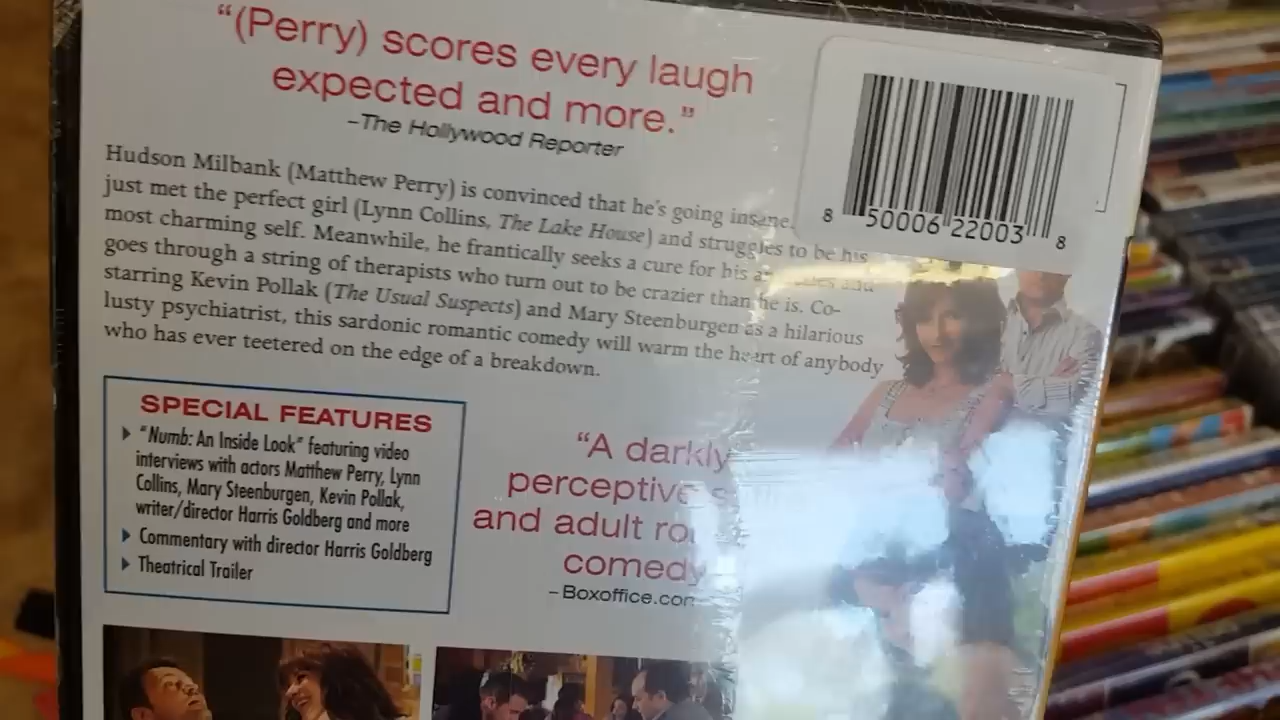 “(Perry) scores every laugh
expected and more.”
–The Hollywood Reporter
8 50006 22003 8
Hudson Milbank (Matthew Perry) is convinced that he's going insane.
just met the perfect girl (Lynn Collins, The Lake House) and struggles to be his
most charming self. Meanwhile, he frantically seeks a cure for his and
goes through a string of therapists who turn out to be crazier than he is. Co-
starring Kevin Pollak (The Usual Suspects) and Mary Steenburgen as a hilarious
lusty psychiatrist, this sardonic romantic comedy will warm the heart of anybody
who has ever teetered on the edge of a breakdown.
SPECIAL FEATURES
“Numb: An Inside Look” featuring video
interviews with actors Matthew Perry, Lynn
Collins, Mary Steenburgen, Kevin Pollak,
writer/director Harris Goldberg and more
Commentary with director Harris Goldberg
Theatrical Trailer
“A darkly
perceptive
and adult
comedy
–Boxoffice.com